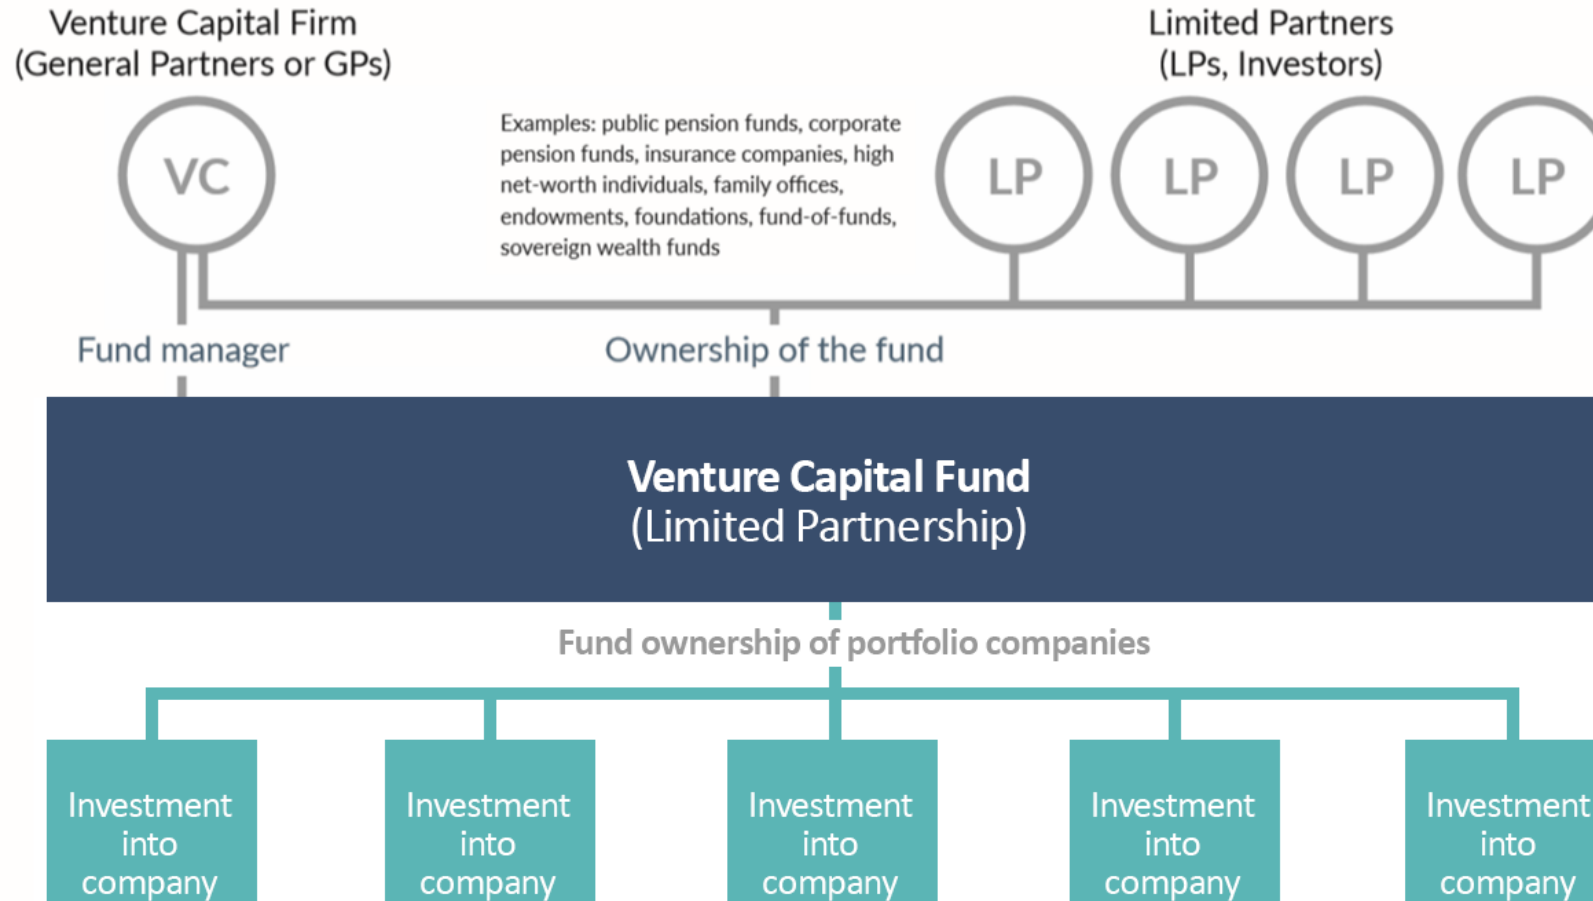 Venture Capital Firm
(General Partners or GPs)
Limited Partners
(LPs, Investors)
VC
Examples: public pension funds, corporate
pension funds, insurance companies, high
net-worth individuals, family offices,
endowments, foundations, fund-of-funds,
sovereign wealth funds
LP
LP
LP
LP
Fund manager
Ownership of the fund
Venture Capital Fund
(Limited Partnership)
Fund ownership of portfolio companies
Investment
into
company
Investment
into
company
Investment
into
company
Investment
into
company
Investment
into
company